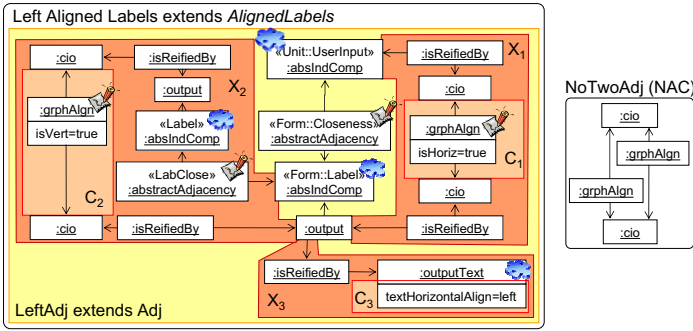 Left Aligned Labels extends AlignedLabels
:cio
:isReifiedBy
X2
:output
:grphAlgn
isVert=true
C2
«Label»
:absIndComp
«LabClose»
:abstractAdjacency
:cio
:isReifiedBy
«Unit::UserInput»
:absIndComp
«Form::Closeness»
:abstractAdjacency
«Form::Label»
:absIndComp
:output
:isReifiedBy
X1
:cio
:grphAlgn
isHoriz=true
C1
:cio
:isReifiedBy
:isReifiedBy
X3
:outputText
C3
textHorizontalAlign=left
LeftAdj extends Adj
NoTwoAdj (NAC)
:cio
:grphAlgn
:grphAlgn
:cio